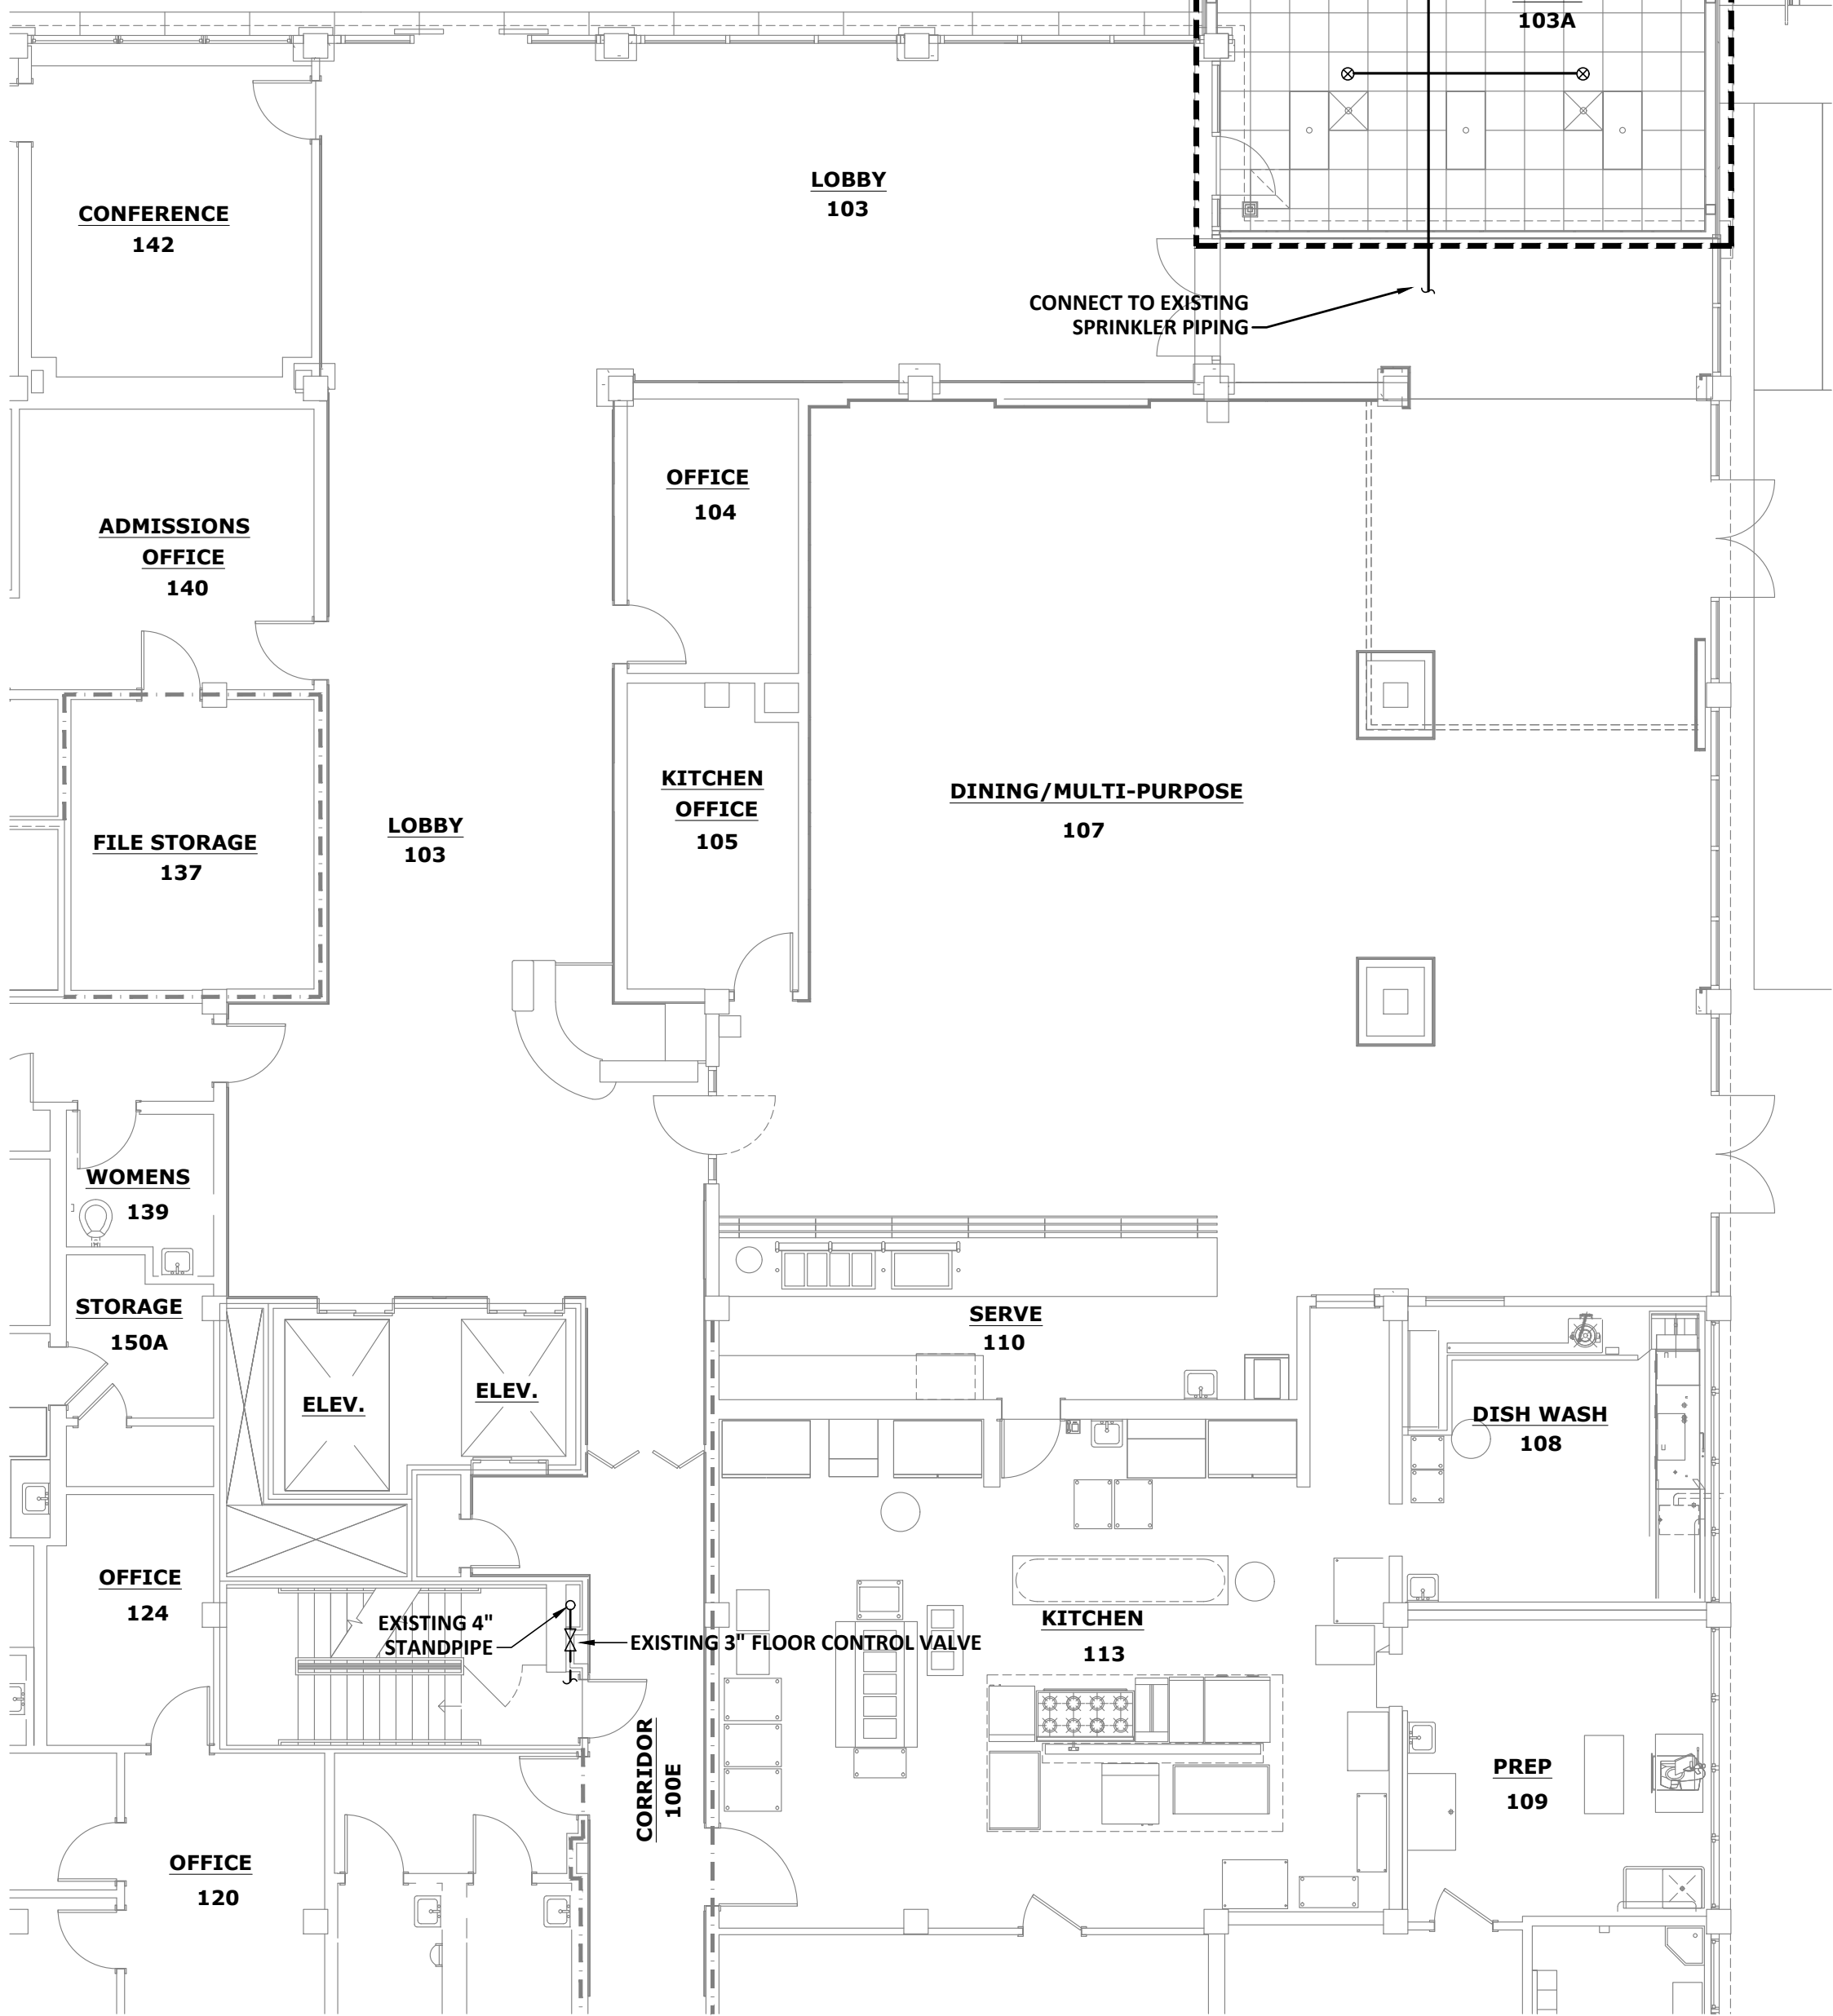 103A
LOBBY
103
CONFERENCE
142
CONNECT TO EXISTING
SPRINKLER PIPING
OFFICE
104
ADMISSIONS
OFFICE
140
KITCHEN
OFFICE
105
DINING/MULTI-PURPOSE
107
LOBBY
103
FILE STORAGE
137
WOMENS
139
STORAGE
150A
SERVE
110
ELEV.
ELEV.
DISH WASH
108
OFFICE
124
EXISTING 4"
STANDPIPE
EXISTING 3" FLOOR CONTROL VALVE
KITCHEN
113
CORRIDOR
100E
PREP
109
OFFICE
120